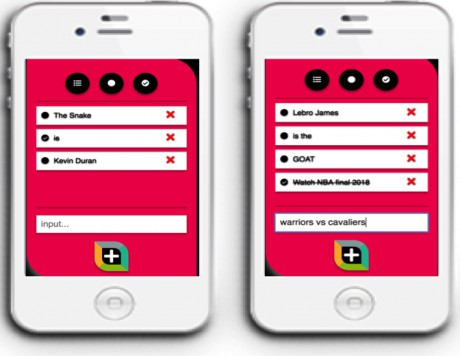 The Snake
is
Kevin Duran
input...
Lebro James
is the
GOAT
Watch NBA final 2018
warriors vs cavaliers